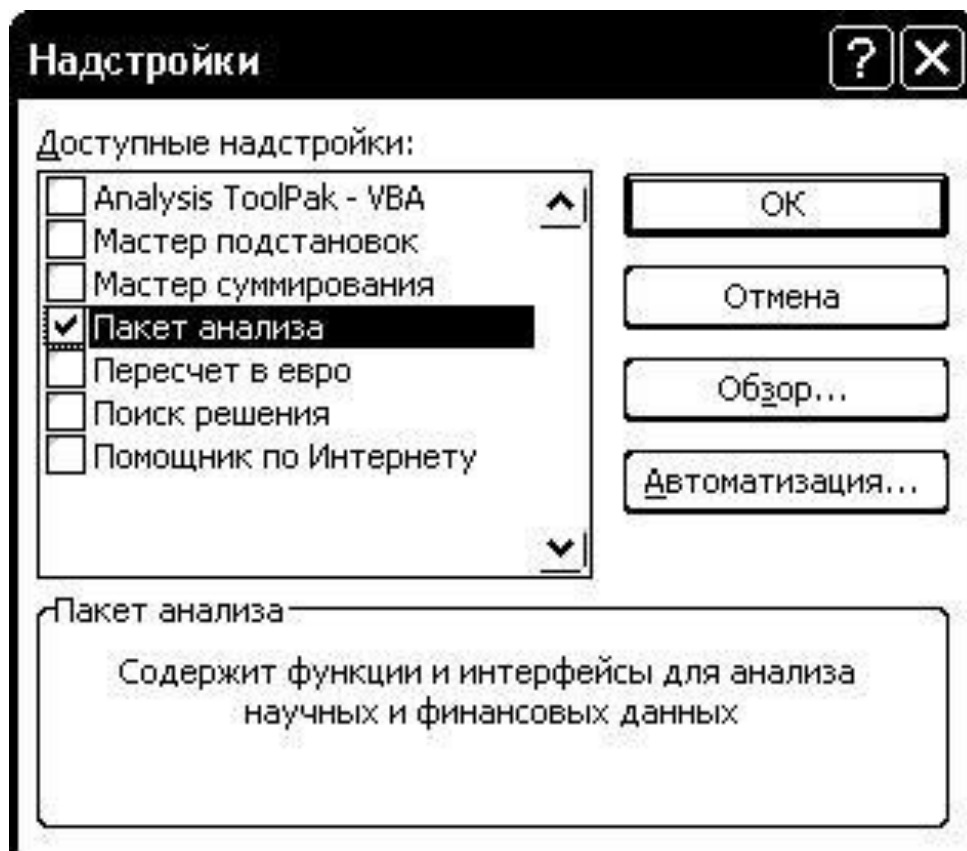 Надстройки
Доступные надстройки:
Analysis ToolPak - VBA
Мастер подстановок
Мастер суммирования
Пакет анализа
Пересчет в евро
Поиск решения
Помощник по Интернету
ОК
Отмена
Обзор...
Автоматизация...
Пакет анализа
Содержит функции и интерфейсы для анализа
научных и финансовых данных